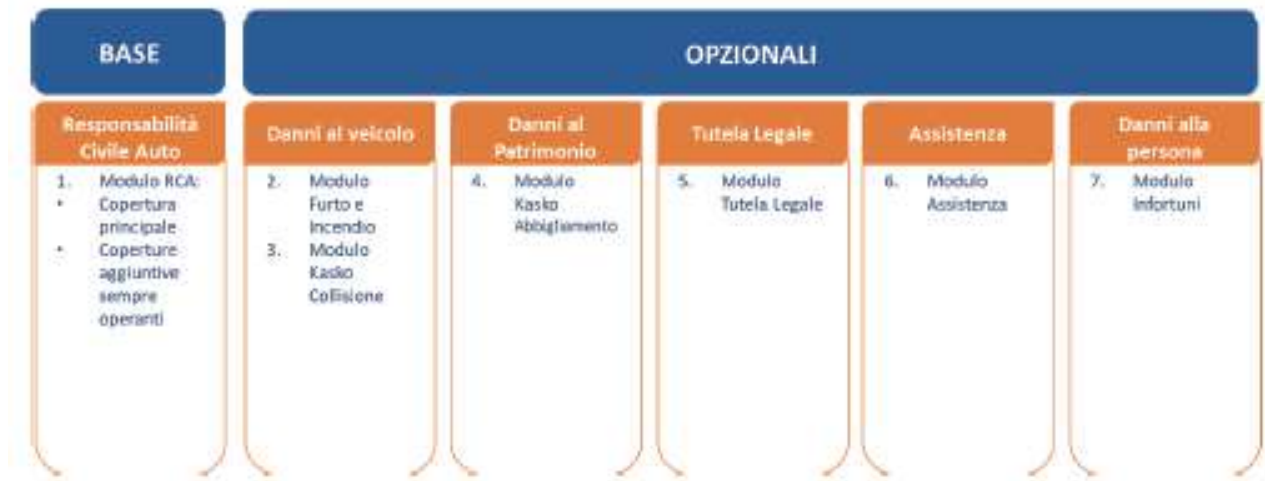 BASE
OPZIONALI
Responsabilità
Civile Auto
1. Modulo RCA:
• Copertura
principale
• Coperture
aggiuntive
sempre
operanti
Danni al veicolo
2. Modulo
Furto e
Incendio
3. Modulo
Kasko
Collisione
Danni al
Patrimonio
4. Modulo
Kasko
Abbigliamento
Tutela Legale
5. Modulo
Tutela Legale
Assistenza
6. Modulo
Assistenza
Danni alla
persona
7. Modulo
Infortuni